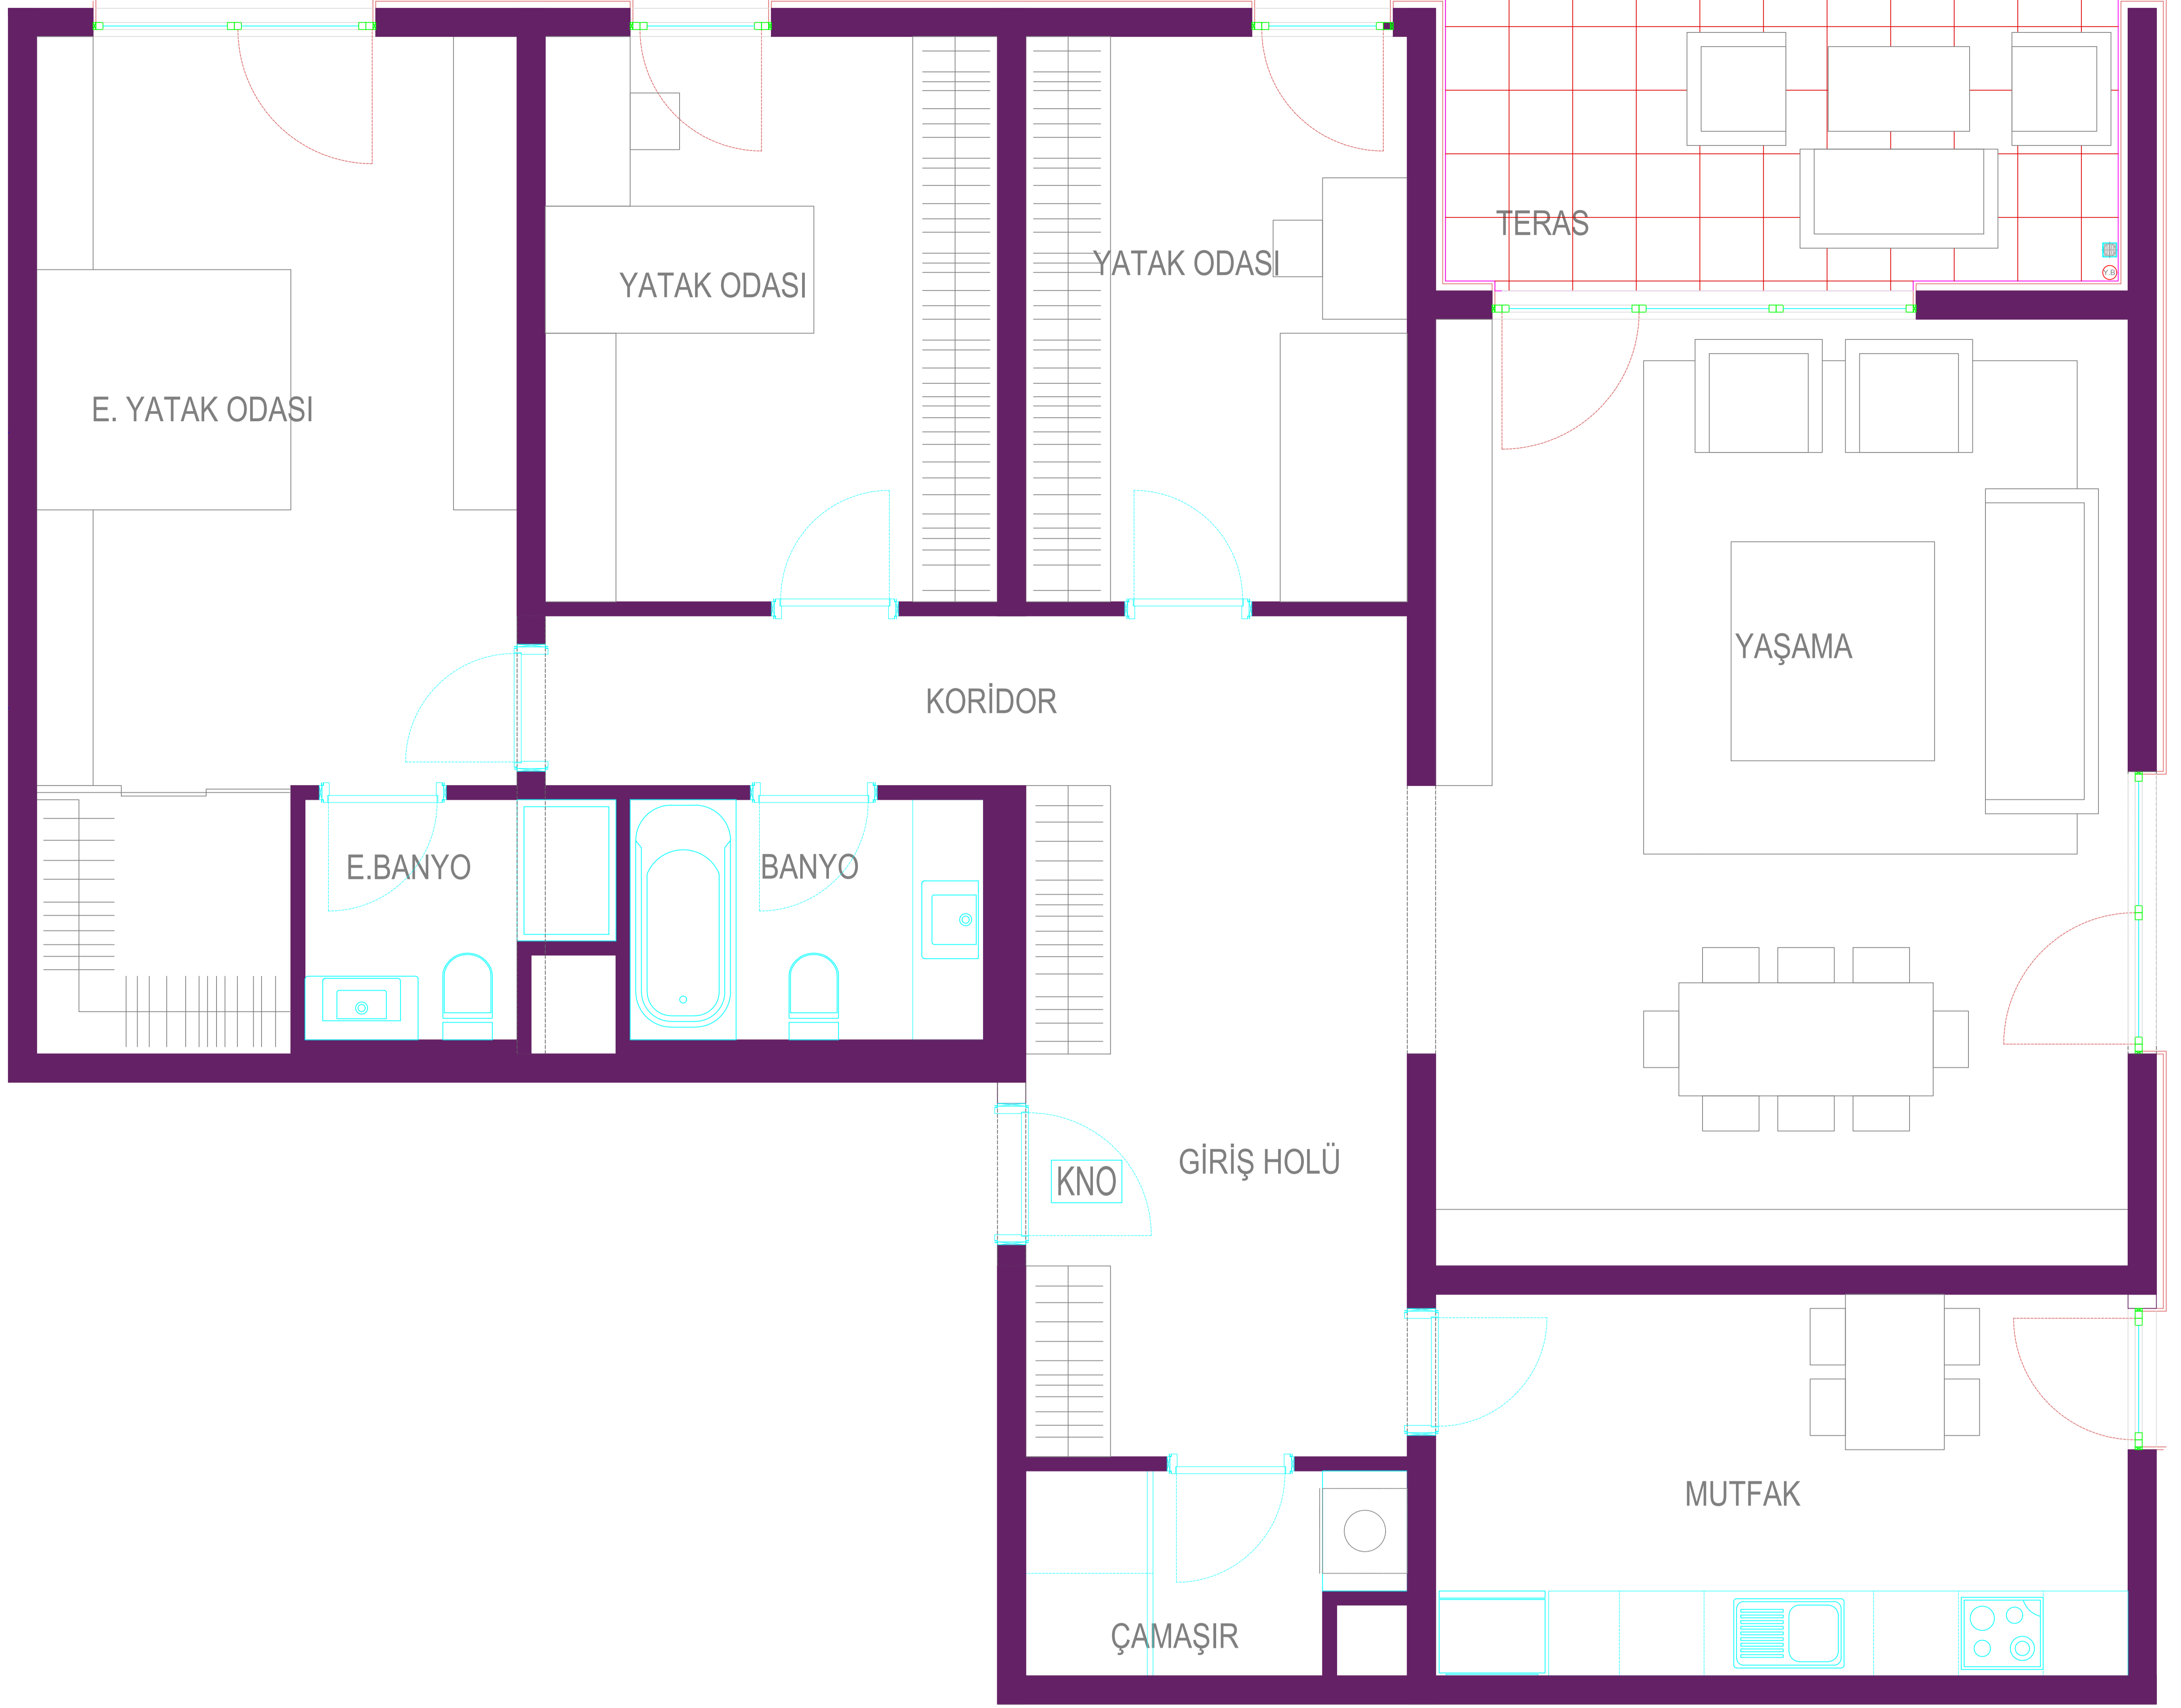 TERAS
YATAK ODASI
YATAK ODASI
Y.B
E. YATAK ODASI
YAŞAMA
KORİDOR
E.BANYO
BANYO
GİRİŞ HOLÜ
KNO
MUTFAK
ÇAMAŞIR